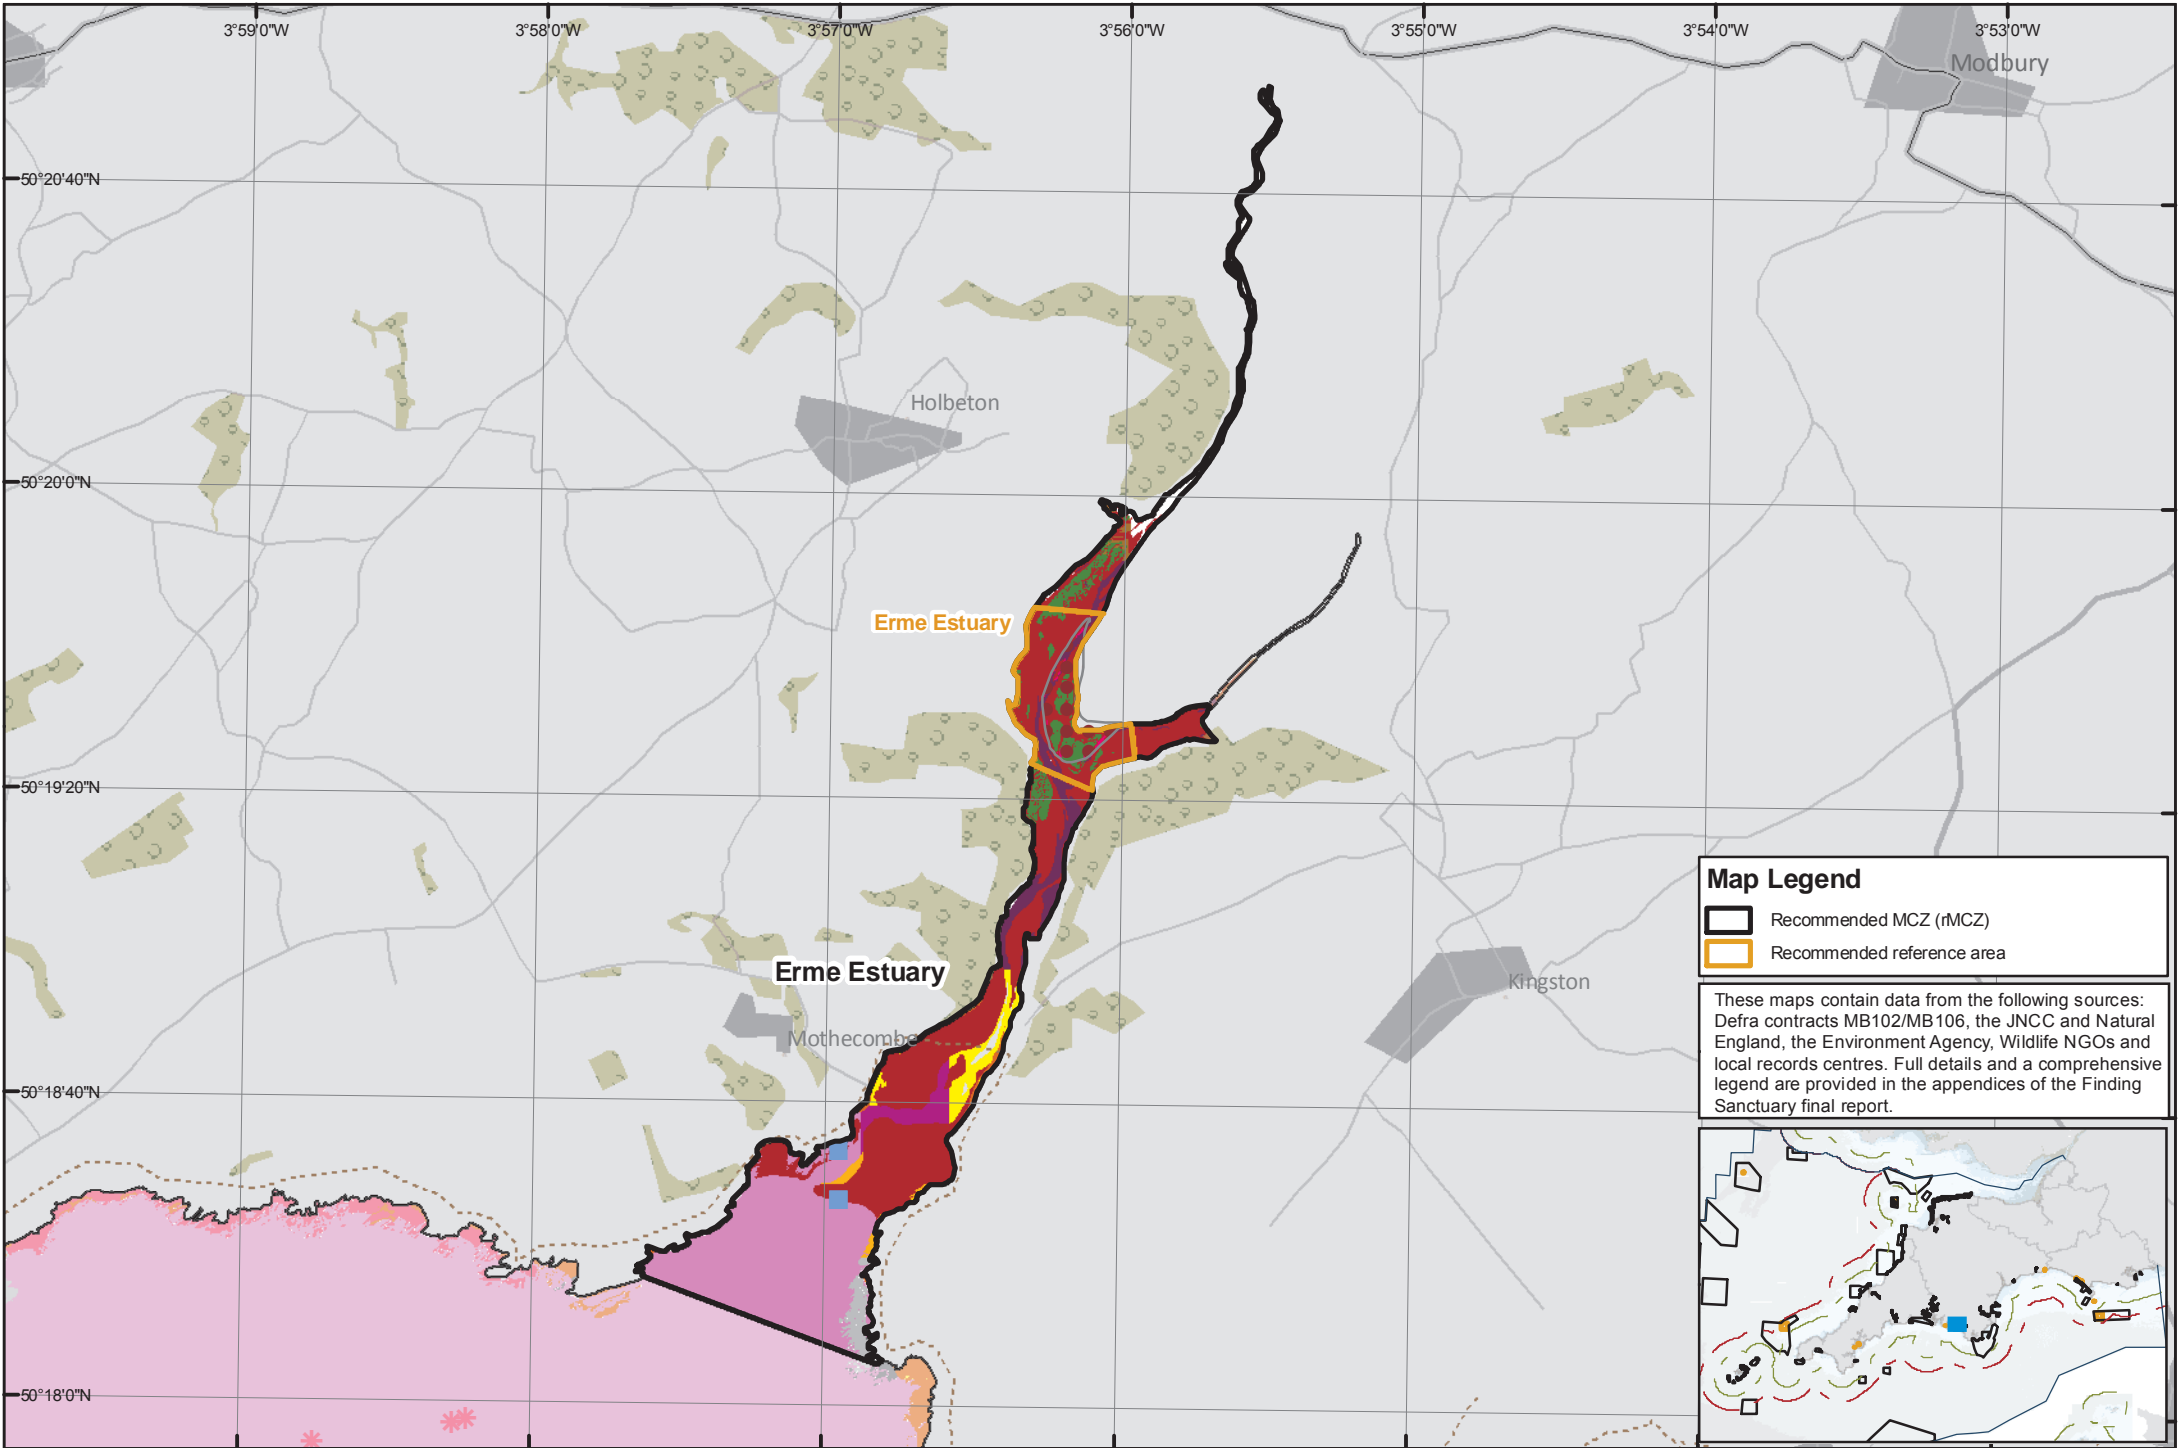 3°59'0"W
3°58'0"W
3°57'0"W
3°56'0"W
3°55'0"W
3°54'0"W
3°53'0"W
Modbury
50°20'40"N
Holbeton
50°20'0"N
Erme Estuary
50°19'20"N
Map Legend
Recommended MCZ (rMCZ)
Recommended reference area
Erme Estuary
Kingston
These maps contain data from the following sources:
Defra contracts MB102/MB106, the JNCC and Natural
England, the Environment Agency, Wildlife NGOs and
local records centres. Full details and a comprehensive
legend are provided in the appendices of the Finding
Sanctuary final report.
Mothecombe
50°18'40"N
50°18'0"N